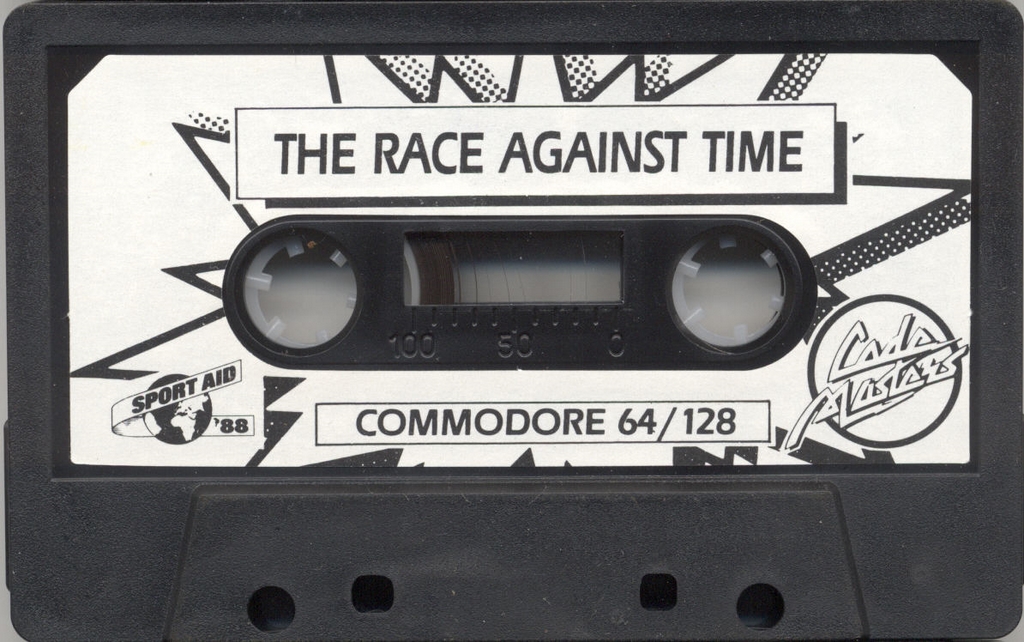 THE RACE AGAINST TIME
100 50 0
SPORT AID
'88
COMMODORE 64/128
Code
Masters